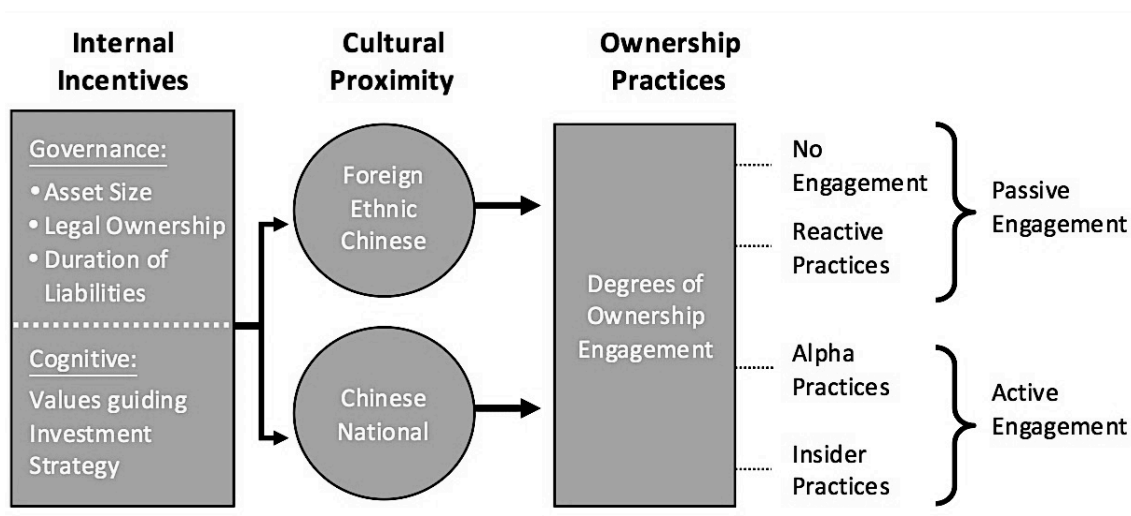 Internal
Incentives
Cultural
Proximity
Ownership
Practices
Governance:
• Asset Size
• Legal Ownership
• Duration of
Liabilities
Cognitive:
Values guiding
Investment
Strategy
Foreign
Ethnic
Chinese
Chinese
National
Degrees of
Ownership
Engagement
No
Engagement
Reactive
Practices
Alpha
Practices
Insider
Practices
Passive
Engagement
Active
Engagement